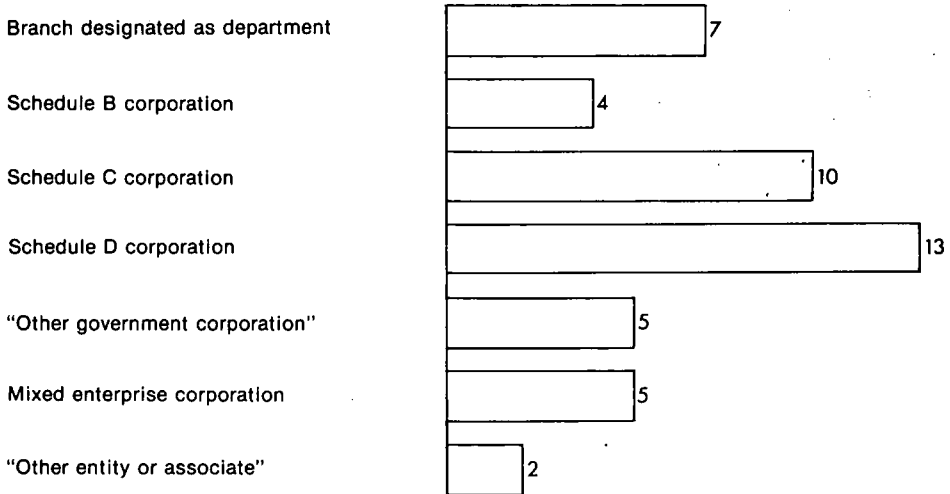 Branch designated as department 7
Schedule B corporation 4
Schedule C corporation 10
Schedule D corporation 13
“Other government corporation” 5
Mixed enterprise corporation 5
“Other entity or associate” 2